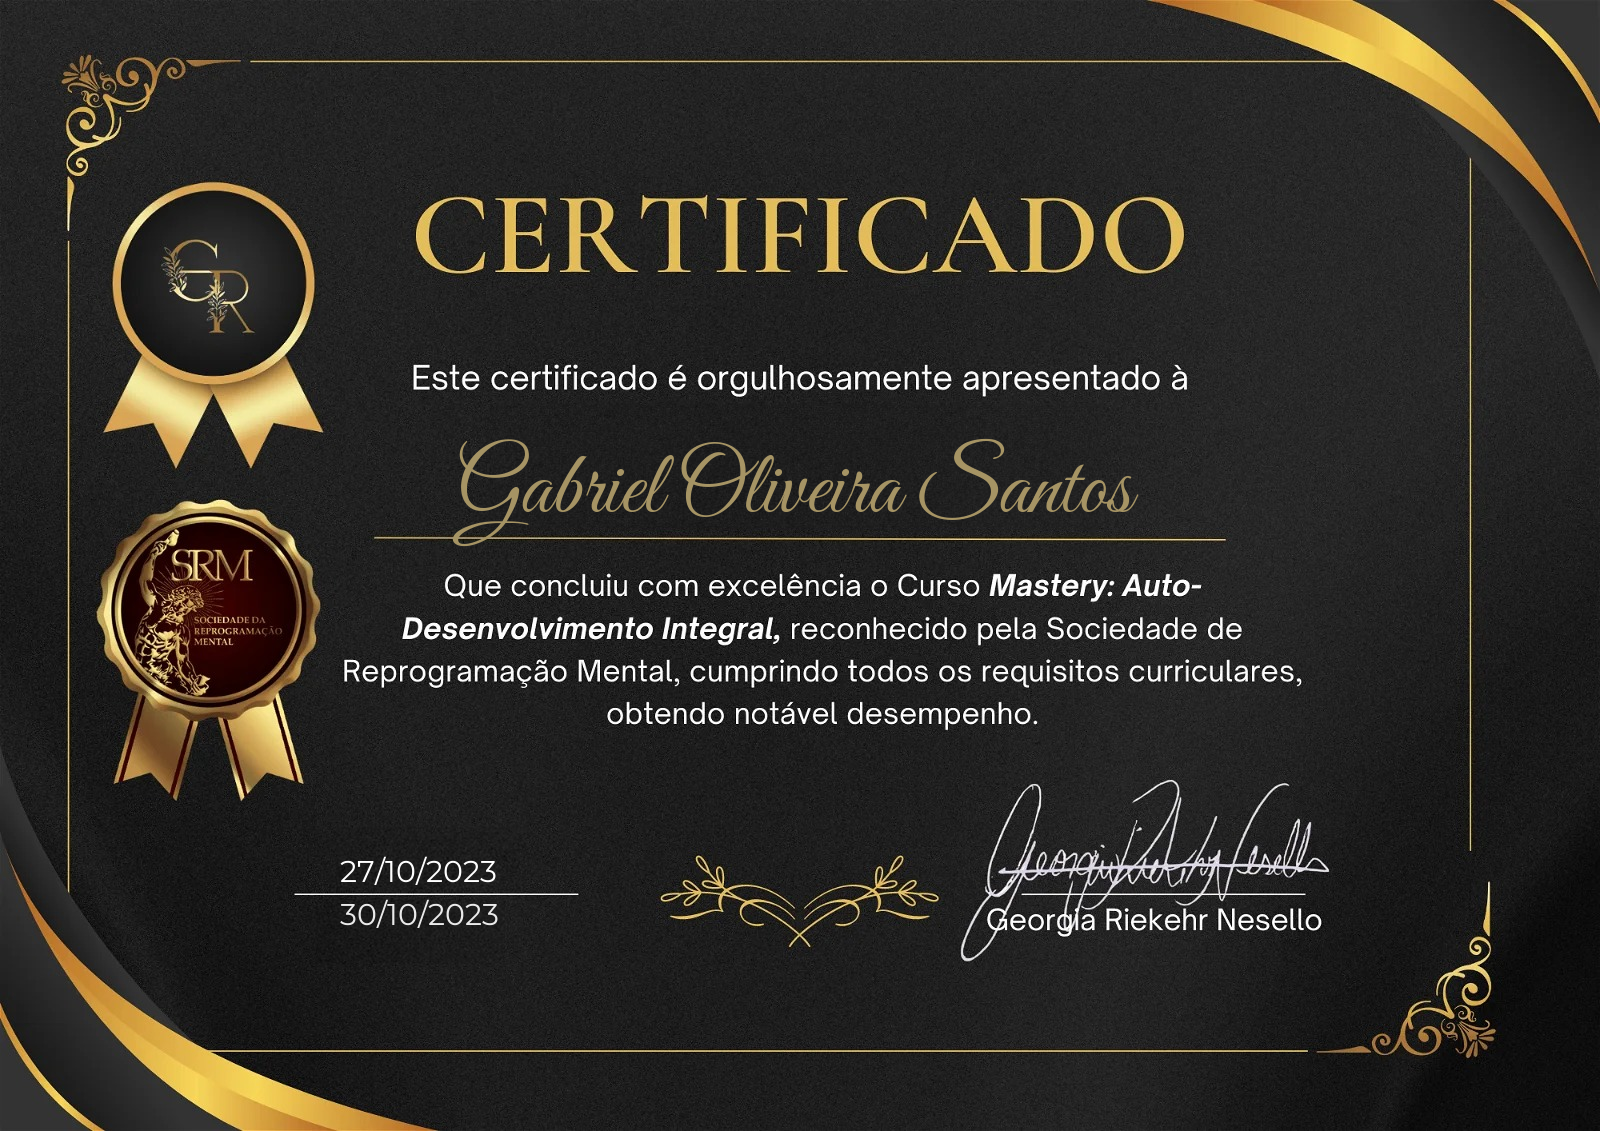 CERTIFICADO
Este certificado é orgulhosamente apresentado à
GR
Gabriel Oliveira Santos
SRM
SOCIEDADE DA
REPROGRAMAÇÃO
MENTAL
Que concluiu com excelência o Curso Mastery: Auto-
Desenvolvimento Integral, reconhecido pela Sociedade de
Reprogramação Mental, cumprindo todos os requisitos curriculares,
obtendo notável desempenho.
27/10/2023
30/10/2023
Georgia Riekehr Nesello
Georgia Riekehr Nesello